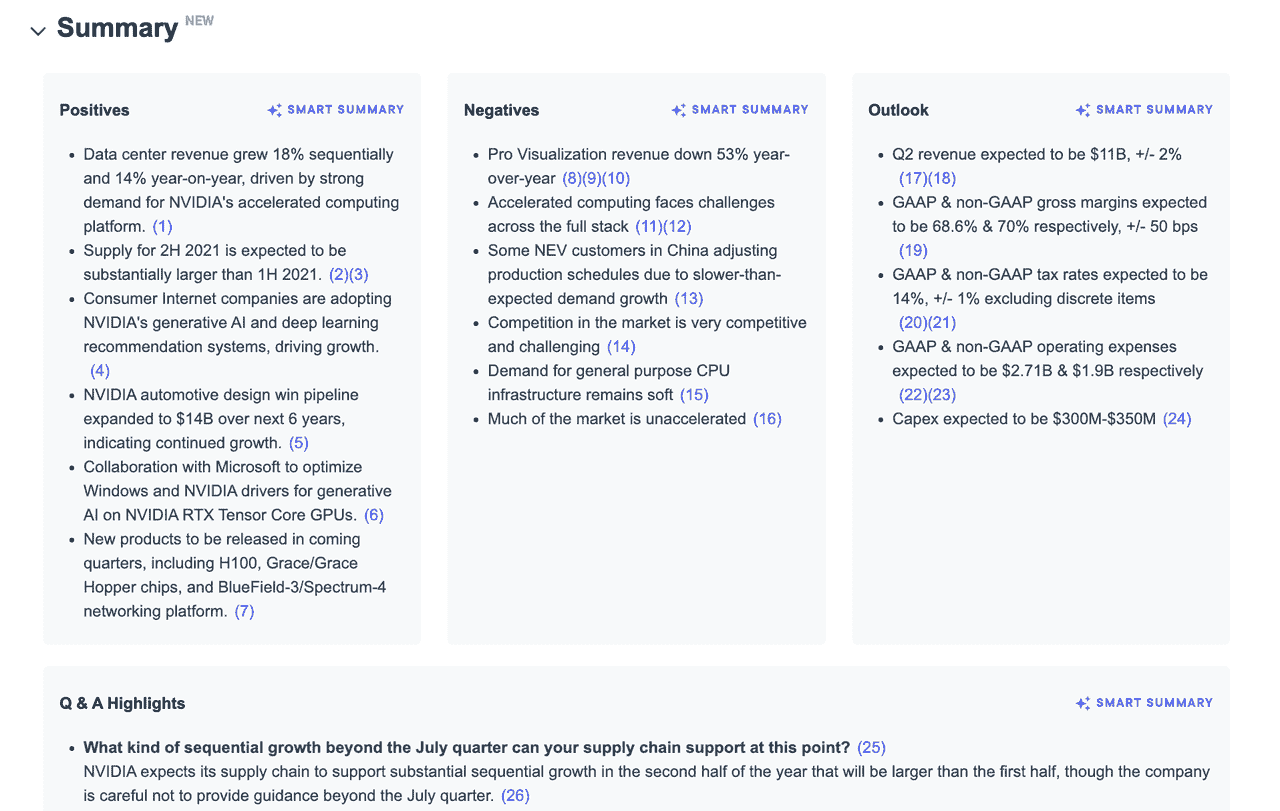 Summary NEW
Positives
SMART SUMMARY
• Data center revenue grew 18% sequentially
and 14% year-on-year, driven by strong
demand for NVIDIA's accelerated computing
platform. (1)
• Supply for 2H 2021 is expected to be
substantially larger than 1H 2021. (2)(3)
• Consumer Internet companies are adopting
NVIDIA's generative AI and deep learning
recommendation systems, driving growth.
(4)
• NVIDIA automotive design win pipeline
expanded to $14B over next 6 years,
indicating continued growth. (5)
• Collaboration with Microsoft to optimize
Windows and NVIDIA drivers for generative
AI on NVIDIA RTX Tensor Core GPUs. (6)
• New products to be released in coming
quarters, including H100, Grace/Grace
Hopper chips, and BlueField-3/Spectrum-4
networking platform. (7)
Negatives
SMART SUMMARY
• Pro Visualization revenue down 53% year-
over-year (8)(9)(10)
• Accelerated computing faces challenges
across the full stack (11)(12)
• Some NEV customers in China adjusting
production schedules due to slower-than-
expected demand growth (13)
• Competition in the market is very competitive
and challenging (14)
• Demand for general purpose CPU
infrastructure remains soft (15)
• Much of the market is unaccelerated (16)
Outlook
SMART SUMMARY
• Q2 revenue expected to be $11B, +/- 2%
(17)(18)
• GAAP & non-GAAP gross margins expected
to be 68.6% & 70% respectively, +/- 50 bps
(19)
• GAAP & non-GAAP tax rates expected to be
14%, +/- 1% excluding discrete items
(20)(21)
• GAAP & non-GAAP operating expenses
expected to be $2.71B & $1.9B respectively
(22)(23)
• Capex expected to be $300M-$350M (24)
Q & A Highlights
SMART SUMMARY
• What kind of sequential growth beyond the July quarter can your supply chain support at this point? (25)
NVIDIA expects its supply chain to support substantial sequential growth in the second half of the year that will be larger than the first half, though the company
is careful not to provide guidance beyond the July quarter. (26)